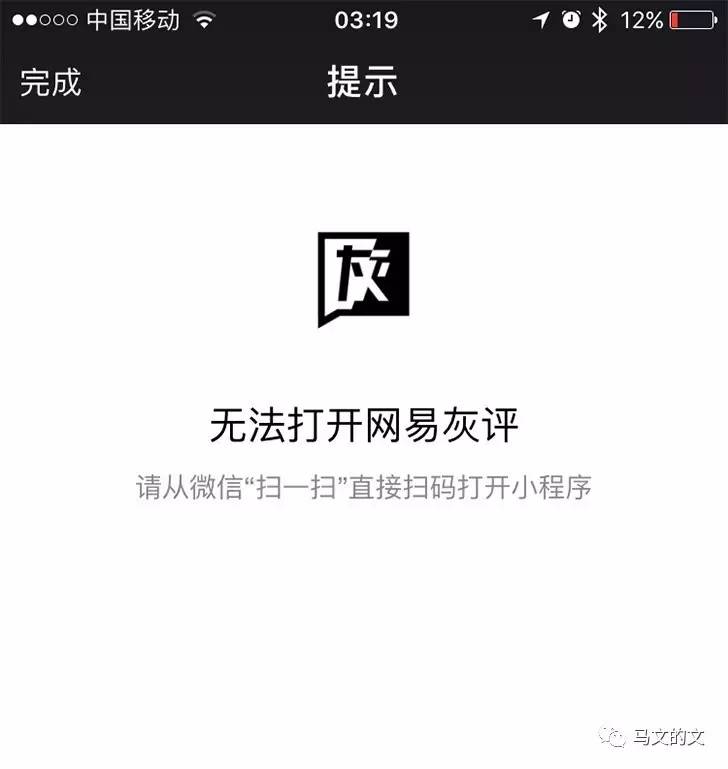 中国移动 03:19 12%
完成 提示
灰
无法打开网易灰评
请从微信“扫一扫”直接扫码打开小程序
马文的文